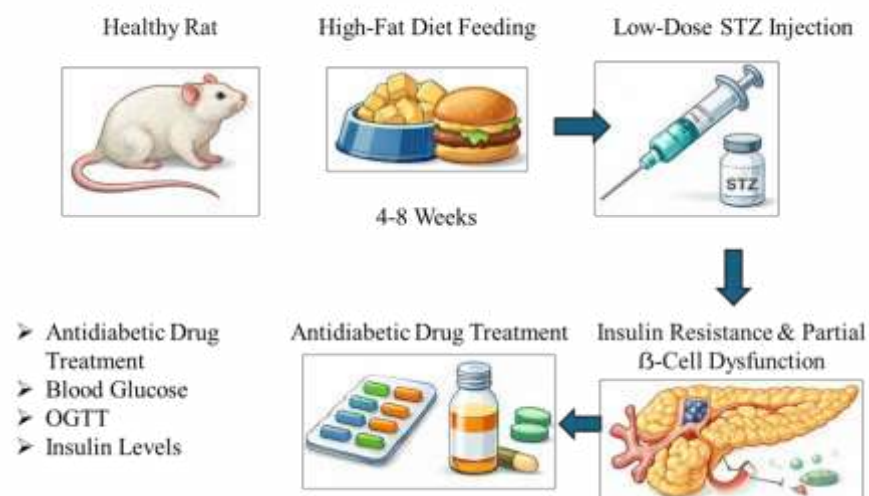 Healthy Rat
High-Fat Diet Feeding
Low-Dose STZ Injection
STZ
4-8 Weeks
➢ Antidiabetic Drug
Treatment
➢ Blood Glucose
➢ OGTT
➢ Insulin Levels
Antidiabetic Drug Treatment
Insulin Resistance & Partial
ẞ-Cell Dysfunction